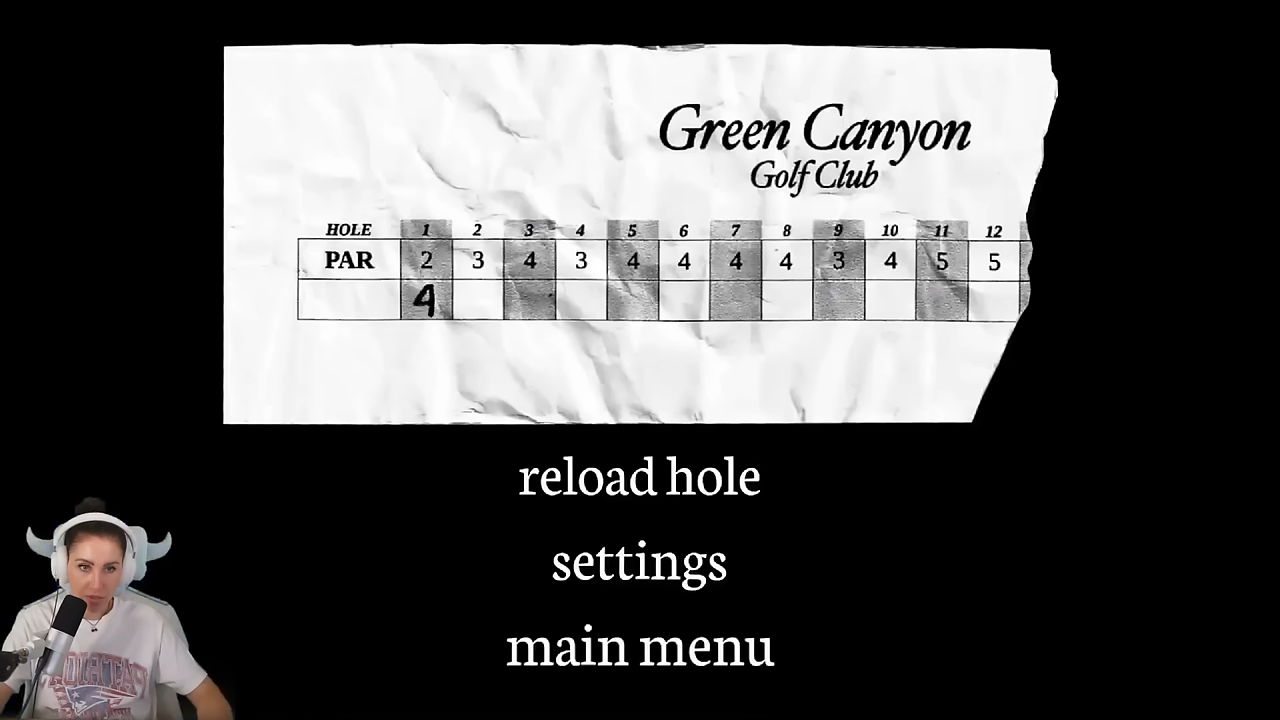 Green Canyon
Golf Club
HOLE 1 2 3 4 5 6 7 8 9 10 11 12
PAR 2 3 4 3 4 4 4 4 3 4 5 5
4
reload hole
settings
main menu